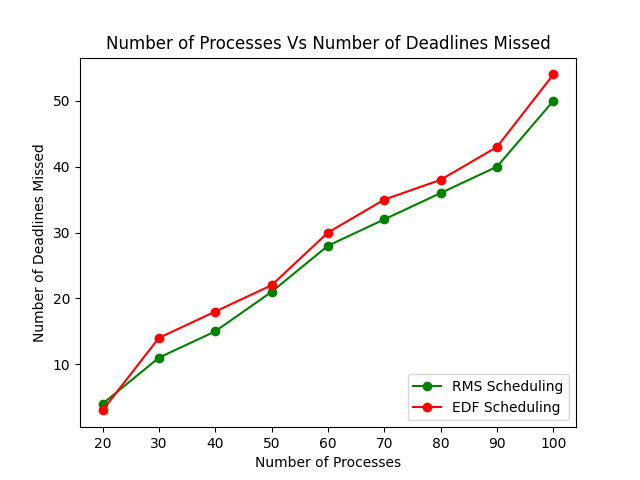 Number of Processes Vs Number of Deadlines Missed
Number of Deadlines Missed
50
40
30
20
10
RMS Scheduling
EDF Scheduling
20 30 40 50 60 70 80 90 100
Number of Processes